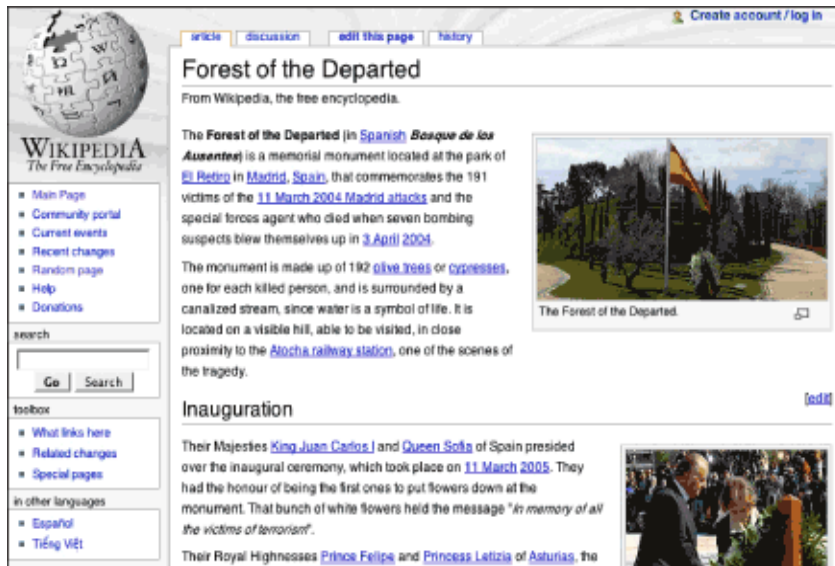 Create account / log in
article
discussion
edit this page
history
Forest of the Departed
From Wikipedia, the free encyclopedia.
The Forest of the Departed (in Spanish Bosque de los
Ausentes) is a memorial monument located at the park of
El Retiro in Madrid, Spain, that commemorates the 191
victims of the 11 March 2004 Madrid attacks and the
special forces agent who died when seven bombing
suspects blew themselves up in 3 April 2004.
The monument is made up of 192 olive trees or cypresses,
one for each killed person, and is surrounded by a
canalized stream, since water is a symbol of life. It is
located on a visible hill, able to be visited, in close
proximity to the Atocha railway station, one of the scenes of
the tragedy.
The Forest of the Departed.
[edit]
Inauguration
Their Majesties King Juan Carlos I and Queen Sofia of Spain presided
over the inaugural ceremony, which took place on 11 March 2005. They
had the honour of being the first ones to put flowers down at the
monument. That bunch of white flowers held the message "in memory of all
the victims of terrorism".
Their Royal Highnesses Prince Felipe and Princess Letizia of Asturias, the
WIKIPEDIA
The Free Encyclopedia
Main Page
Community portal
Current events
Recent changes
Random page
Help
Donations
search
Go
Search
toolbox
What links here
Related changes
Special pages
in other languages
Español
Tiếng Việt